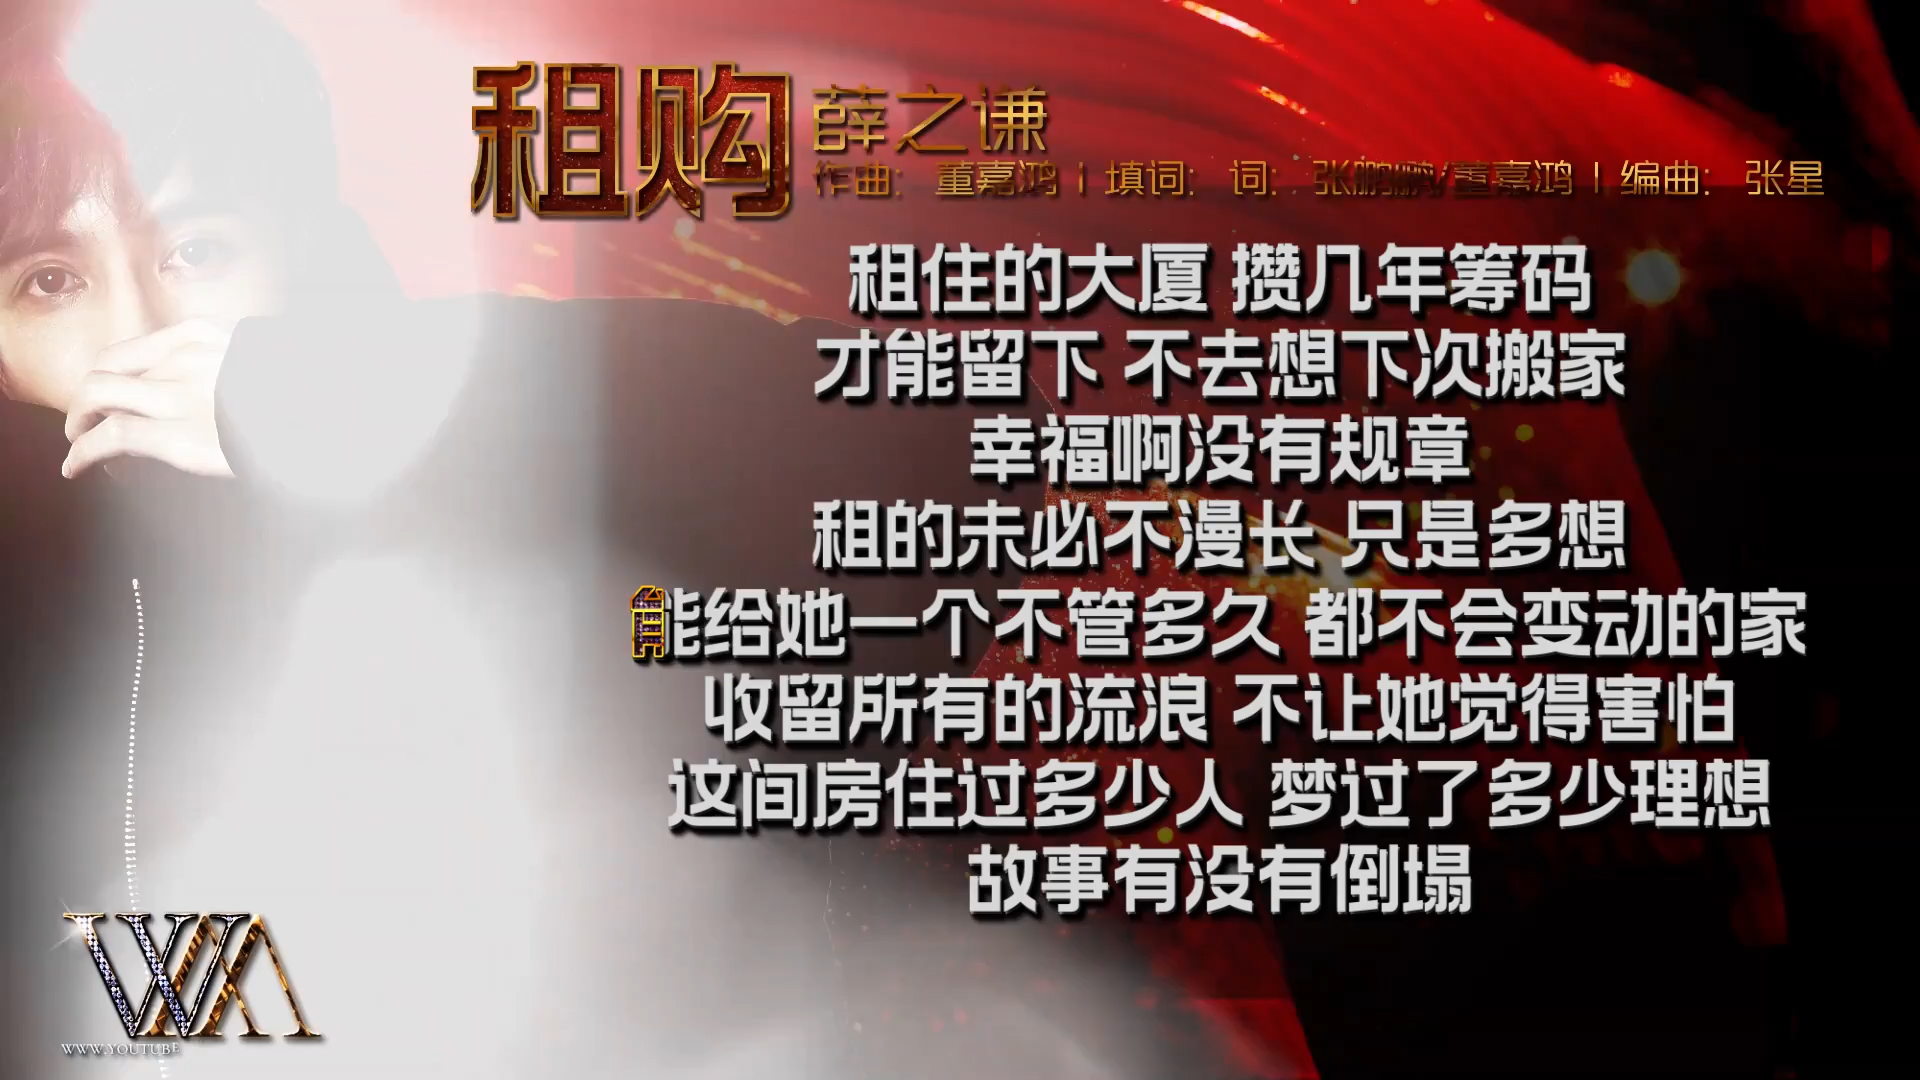 租购 薛之谦
作曲: 董嘉鸿 | 填词: 词: 张鹏鹏/董嘉鸿 | 编曲: 张星
租住的大厦 攒几年筹码
才能留下 不去想下次搬家
幸福啊没有规章
租的未必不漫长 只是多想
能给她一个不管多久 都不会变动的家
收留所有的流浪 不让她觉得害怕
这间房住过多少人 梦过了多少理想
故事有没有倒塌
WWW.YOUTUBE